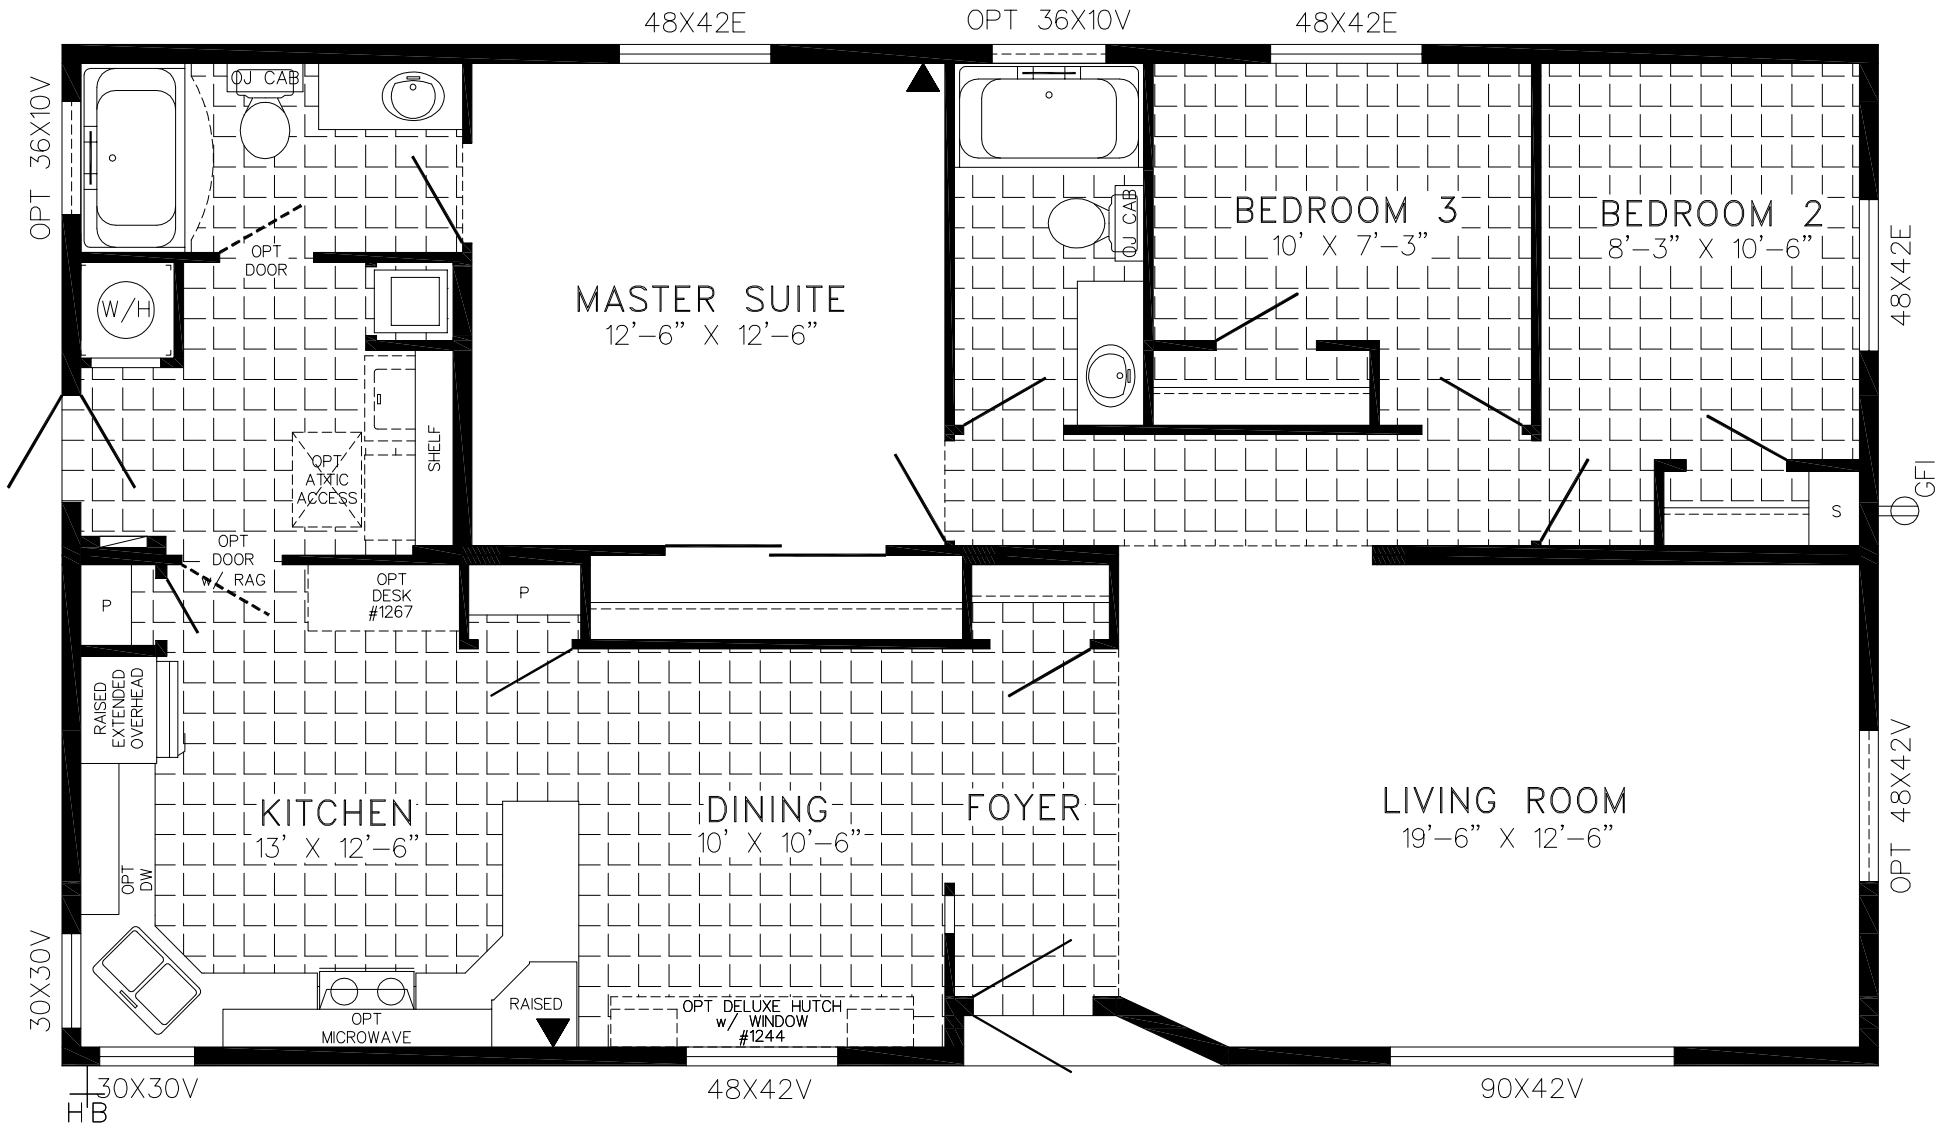 48X42E
OPT 36X10V
48X42E
OPT 36X10V
OJ CAB
OJ CAB
BEDROOM 3
10' X 7'-3"
BEDROOM 2
8'-3" X 10'-6"
48X42E
OPT
DOOR
W/H
MASTER SUITE
12'-6" X 12'-6"
SHELF
OPT
ATTIC
ACCESS
GFI
S
OPT
DOOR
w/ RAG
P
OPT
DESK
#1267
P
RAISED
EXTENDED
OVERHEAD
KITCHEN
13' X 12'-6"
DINING
10' X 10'-6"
FOYER
LIVING ROOM
19'-6" X 12'-6"
OPT 48X42V
OPT
DW
30X30V
RAISED
OPT
MICROWAVE
OPT DELUXE HUTCH
w/ WINDOW
#1244
30X30V
HB
48X42V
90X42V